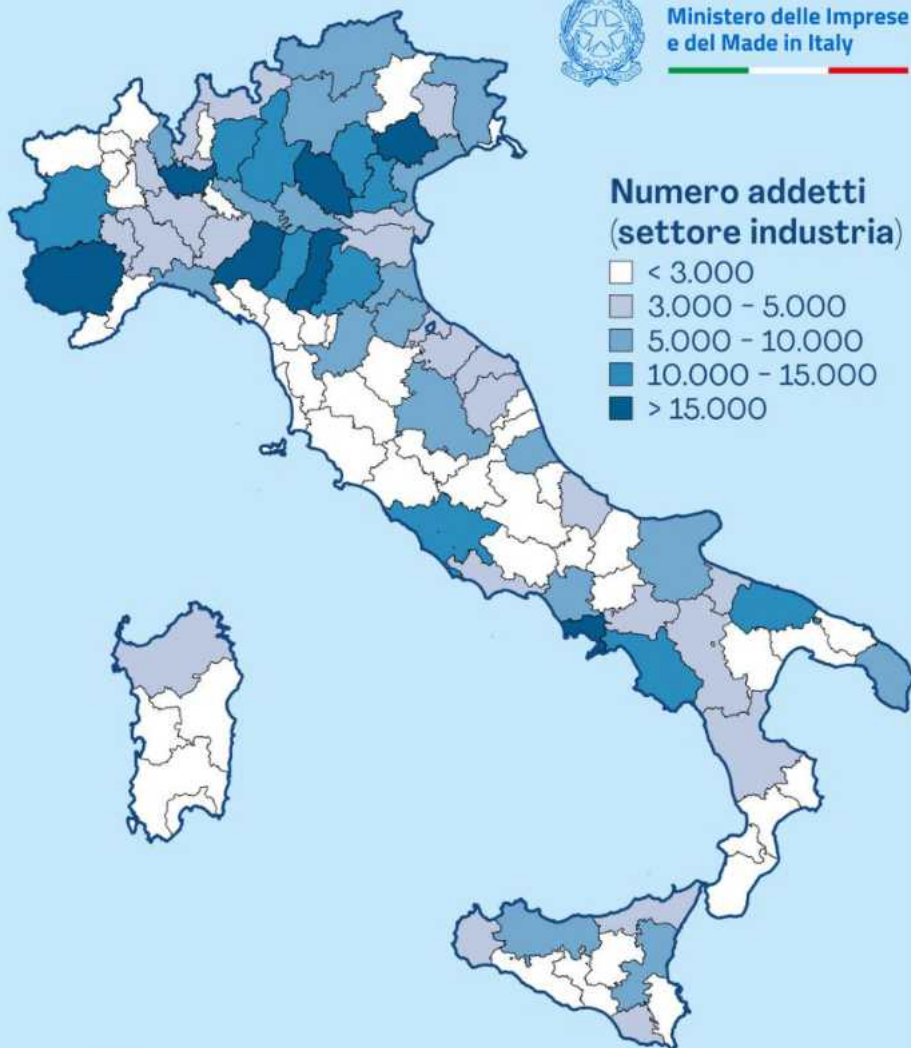 Ministero delle Imprese
e del Made in Italy
Numero addetti
(settore industria)
< 3.000
3.000 - 5.000
5.000 - 10.000
10.000 - 15.000
> 15.000